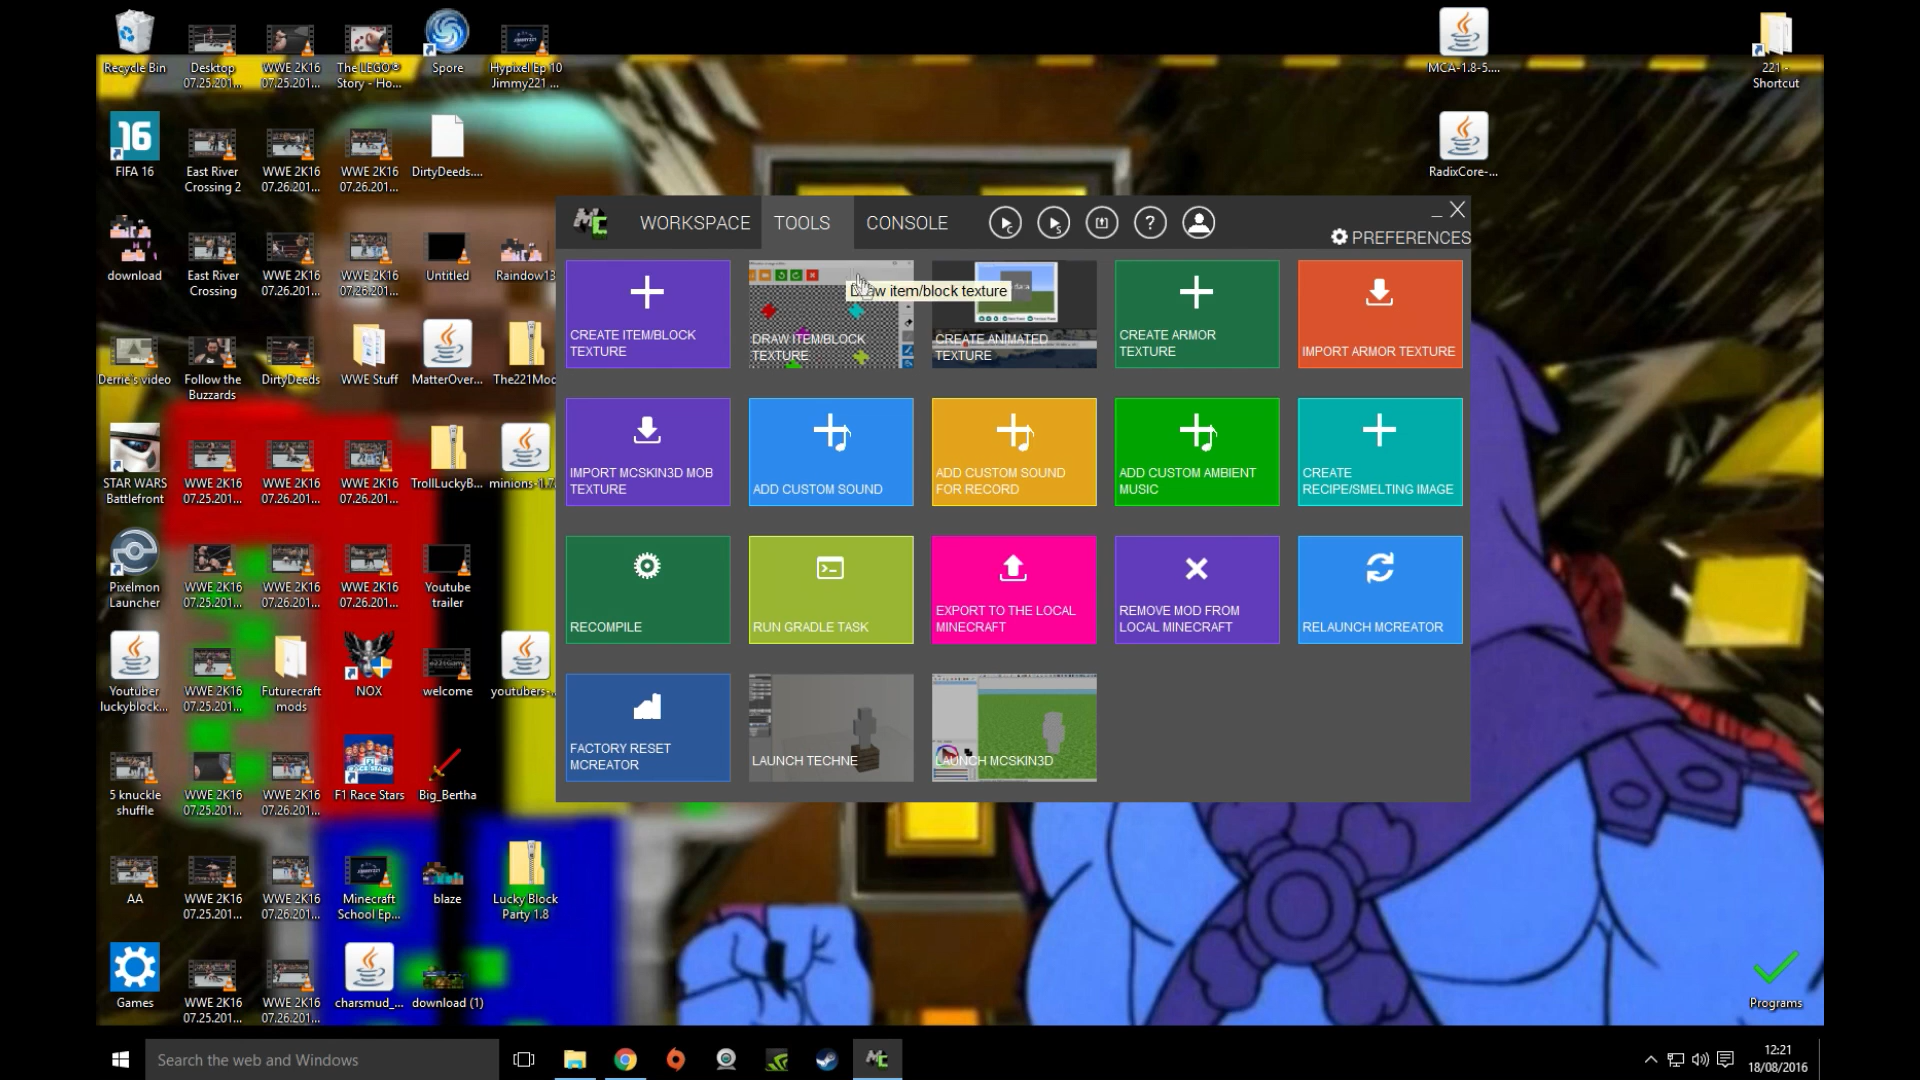 Recycle Bin
Desktop
07.25.201...
WWE 2K16
07.25.201...
The LEGO®
Story - Ho...
Spore
Hypixel Ep 10
Jimmy221 ...
MCA-1.8-5....
221 -
Shortcut
16
FIFA 16
East River
Crossing 2
WWE 2K16
07.26.201...
WWE 2K16
07.26.201...
DirtyDeeds....
RadixCore-...
download
East River
Crossing
WWE 2K16
07.26.201...
WWE 2K16
07.26.201...
Untitled
Raindow13
Derrie's video
Follow the
Buzzards
DirtyDeeds
WWE Stuff
MatterOver...
The221Mod
STAR WARS
Battlefront
WWE 2K16
07.25.201...
WWE 2K16
07.26.201...
WWE 2K16
07.26.201...
TrollLuckyB...
minions-1.7
Pixelmon
Launcher
WWE 2K16
07.25.201...
WWE 2K16
07.26.201...
WWE 2K16
07.26.201...
Youtube
trailer
Youtuber
luckyblock...
WWE 2K16
07.25.201...
Futurecraft
mods
NOX
welcome
youtubers-...
5 knuckle
shuffle
WWE 2K16
07.25.201...
WWE 2K16
07.26.201...
F1 Race Stars
Big_Bertha
AA
WWE 2K16
07.25.201...
WWE 2K16
07.26.201...
Minecraft
School Ep...
blaze
Lucky Block
Party 1.8
Games
WWE 2K16
07.25.201...
WWE 2K16
07.26.201...
charsmud_...
download (1)
Programs
WORKSPACE
TOOLS
CONSOLE
PREFERENCES
CREATE ITEM/BLOCK
TEXTURE
DRAW ITEM/BLOCK
TEXTURE
Draw item/block texture
CREATE ANIMATED
TEXTURE
CREATE ARMOR
TEXTURE
IMPORT ARMOR TEXTURE
IMPORT MCSKIN3D MOB
TEXTURE
ADD CUSTOM SOUND
ADD CUSTOM SOUND
FOR RECORD
ADD CUSTOM AMBIENT
MUSIC
CREATE
RECIPE/SMELTING IMAGE
RECOMPILE
RUN GRADLE TASK
EXPORT TO THE LOCAL
MINECRAFT
REMOVE MOD FROM
LOCAL MINECRAFT
RELAUNCH MCREATOR
FACTORY RESET
MCREATOR
LAUNCH TECHNE
LAUNCH MCSKIN3D
Search the web and Windows
12:21
18/08/2016